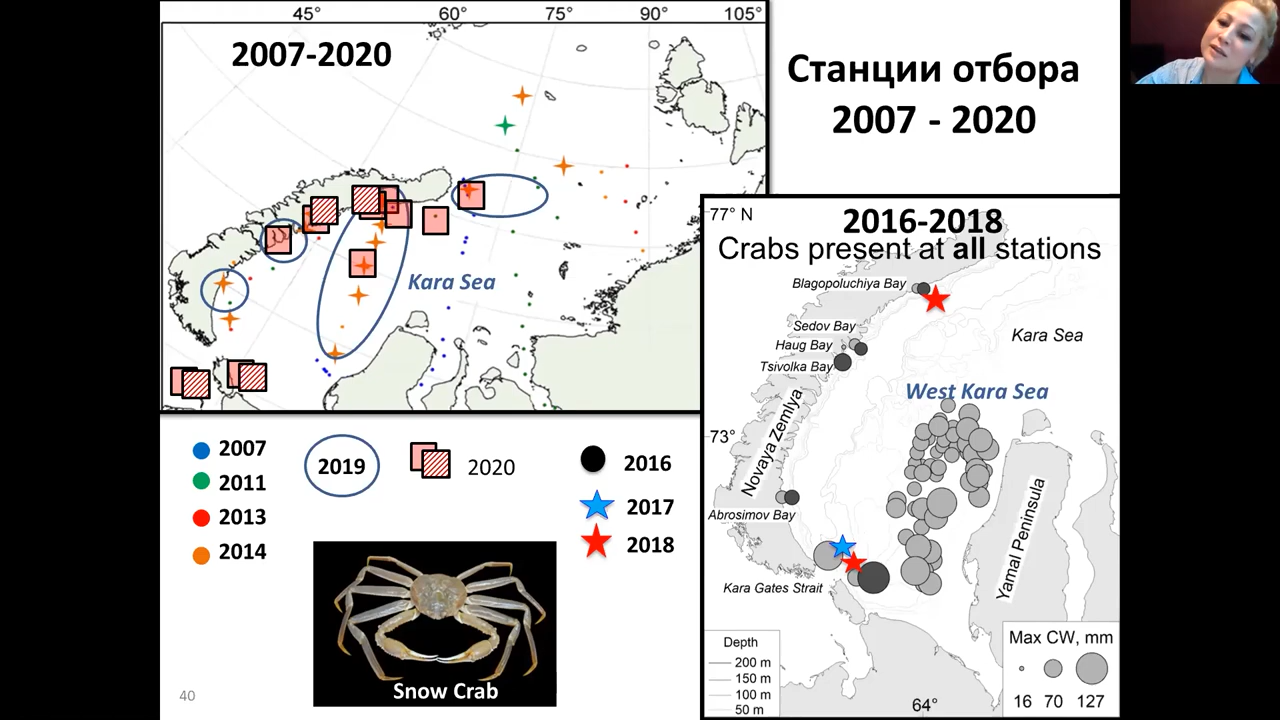 45°
60°
75°
90°
105°
2007-2020
Kara Sea
Станции отбора
2007 - 2020
77° N
2016-2018
Crabs present at all stations
Blagopoluchiya Bay
Sedov Bay
Haug Bay
Tsivolka Bay
Kara Sea
West Kara Sea
73°
Novaya Zemlya
Abrosimov Bay
Yamal Peninsula
Kara Gates Strait
Depth
200 m
150 m
100 m
50 m
64°
Max CW, mm
16 70 127
2007
2011
2013
2014
2019
2020
2016
2017
2018
Snow Crab
40